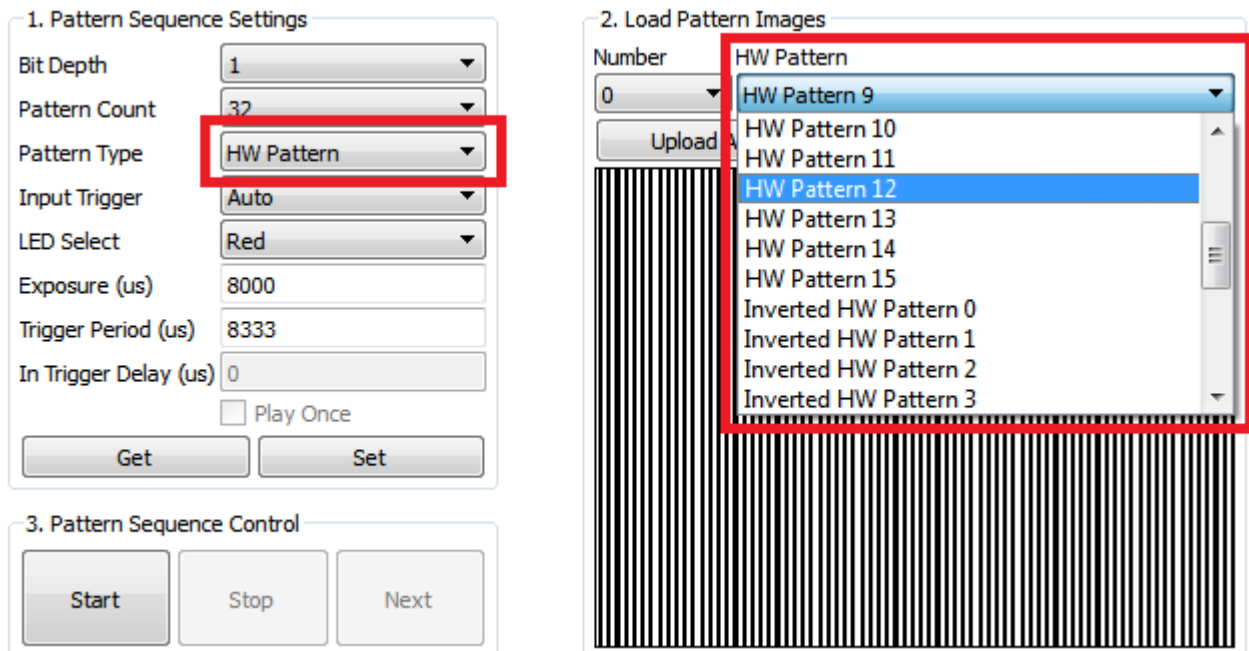 1. Pattern Sequence Settings
Bit Depth 1
Pattern Count 32
Pattern Type HW Pattern
Input Trigger Auto
LED Select Red
Exposure (us) 8000
Trigger Period (us) 8333
In Trigger Delay (us) 0
Play Once
Get Set
3. Pattern Sequence Control
Start Stop Next
2. Load Pattern Images
Number HW Pattern
0 HW Pattern 9
Upload A
HW Pattern 10
HW Pattern 11
HW Pattern 12
HW Pattern 13
HW Pattern 14
HW Pattern 15
Inverted HW Pattern 0
Inverted HW Pattern 1
Inverted HW Pattern 2
Inverted HW Pattern 3